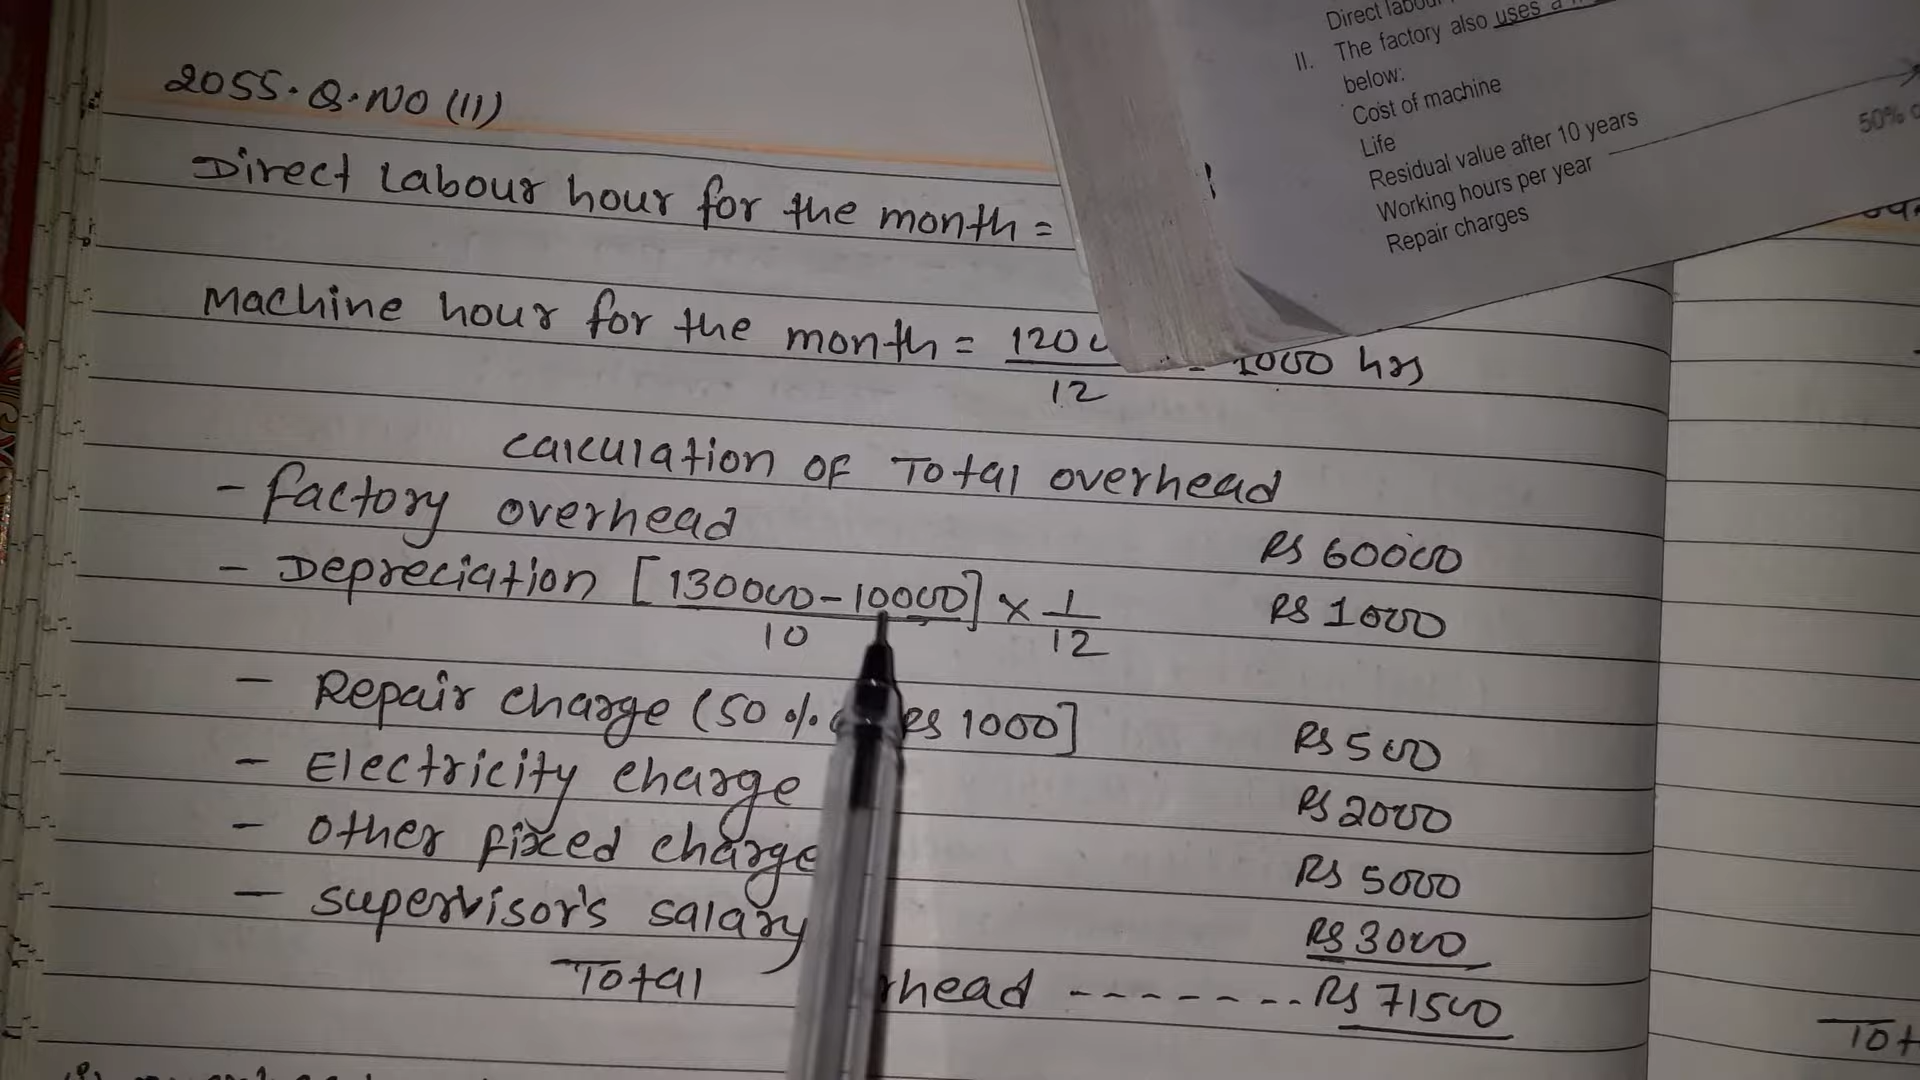 2055. Q. NO (11)
Direct Labour hour for the month =
Machine hour for the month = 120
12
1000 hrs
calculation OF Total overhead
- factory overhead RS 60000
- Depreciation [130000-10000] × 1 RS 1000
10 12
- Repair charge (50 % RS 1000] RS 500
- Electricity charge RS 2000
- Other fixed charge RS 5000
- Supervisor's salary RS 3000
Total head ------- RS 71500
Tot
Direct labou
II. The factory also uses a
below:
Cost of machine
Life
Residual value after 10 years
Working hours per year
Repair charges
50%